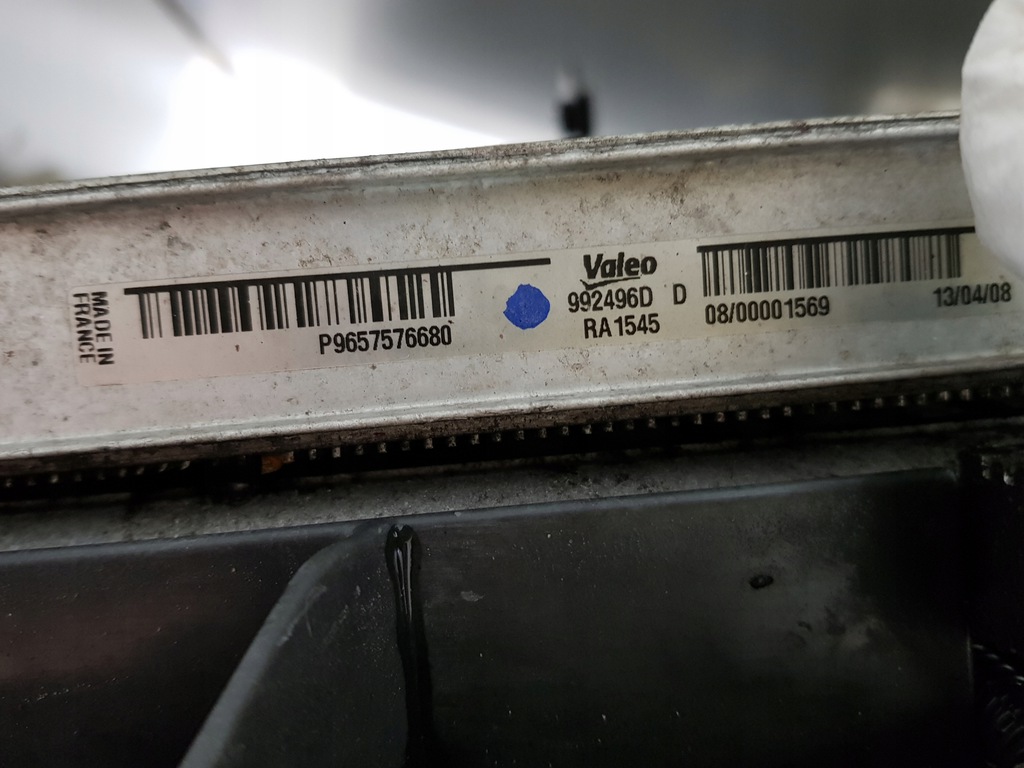 MADE IN
FRANCE
P9657576680
Valeo
992496D D
RA1545
08/00001569
13/04/08